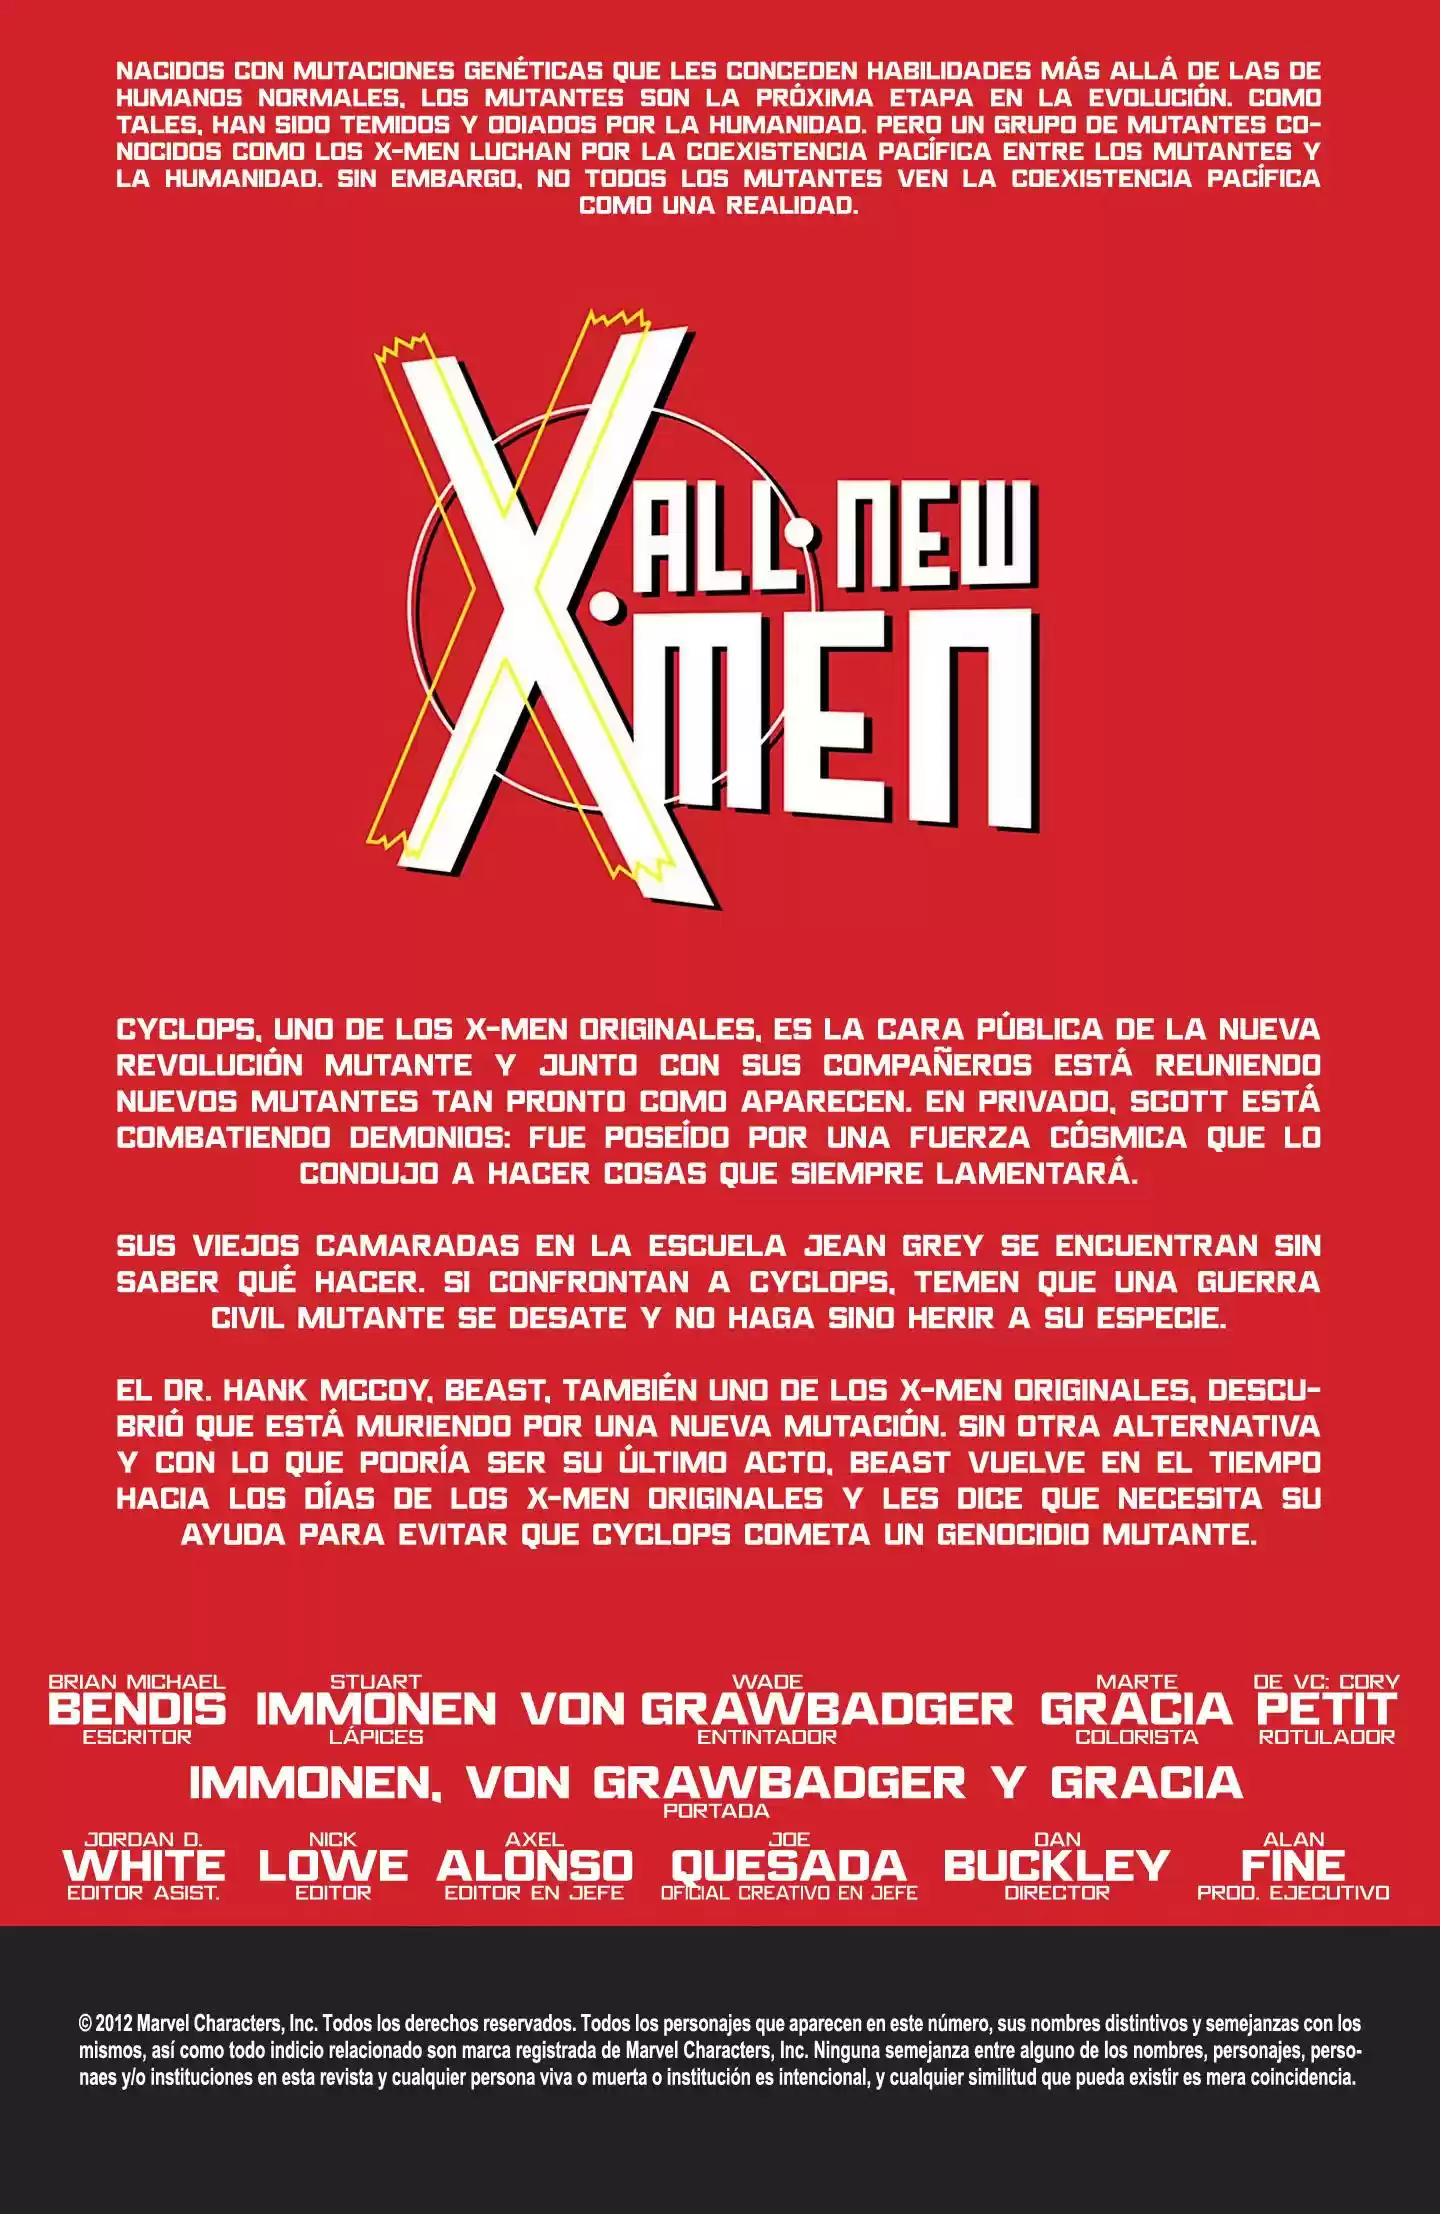 NACIDOS CON MUTACIONES GENÉTICAS QUE LES CONCEDEN HABILIDADES MÁS ALLÁ DE LAS DE
HUMANOS NORMALES, LOS MUTANTES SON LA PRÓXIMA ETAPA EN LA EVOLUCIÓN. COMO
TALES, HAN SIDO TEMIDOS Y ODIADOS POR LA HUMANIDAD. PERO UN GRUPO DE MUTANTES CO-
NOCIDOS COMO LOS X-MEN LUCHAN POR LA COEXISTENCIA PACÍFICA ENTRE LOS MUTANTES Y
LA HUMANIDAD. SIN EMBARGO, NO TODOS LOS MUTANTES VEN LA COEXISTENCIA PACÍFICA
COMO UNA REALIDAD.
ALL·NEW
X·MEN
CYCLOPS, UNO DE LOS X-MEN ORIGINALES, ES LA CARA PÚBLICA DE LA NUEVA
REVOLUCIÓN MUTANTE Y JUNTO CON SUS COMPAÑEROS ESTÁ REUNIENDO
NUEVOS MUTANTES TAN PRONTO COMO APARECEN. EN PRIVADO, SCOTT ESTÁ
COMBATIENDO DEMONIOS: FUE POSEÍDO POR UNA FUERZA CÓSMICA QUE LO
CONDUJO A HACER COSAS QUE SIEMPRE LAMENTARÁ.
SUS VIEJOS CAMARADAS EN LA ESCUELA JEAN GREY SE ENCUENTRAN SIN
SABER QUÉ HACER. SI CONFRONTAN A CYCLOPS, TEMEN QUE UNA GUERRA
CIVIL MUTANTE SE DESATE Y NO HAGA SINO HERIR A SU ESPECIE.
EL DR. HANK MCCOY, BEAST, TAMBIÉN UNO DE LOS X-MEN ORIGINALES, DESCU-
BRIÓ QUE ESTÁ MURIENDO POR UNA NUEVA MUTACIÓN. SIN OTRA ALTERNATIVA
Y CON LO QUE PODRÍA SER SU ÚLTIMO ACTO, BEAST VUELVE EN EL TIEMPO
HACIA LOS DÍAS DE LOS X-MEN ORIGINALES Y LES DICE QUE NECESITA SU
AYUDA PARA EVITAR QUE CYCLOPS COMETA UN GENOCIDIO MUTANTE.
BRIAN MICHAEL STUART WADE MARTE DE VC: CORY
BENDIS IMMONEN VON GRAWBADGER GRACIA PETIT
ESCRITOR LÁPICES ENTINTADOR COLORISTA ROTULADOR
IMMONEN, VON GRAWBADGER Y GRACIA
PORTADA
JORDAN D. NICK AXEL JOE DAN ALAN
WHITE LOWE ALONSO QUESADA BUCKLEY FINE
EDITOR ASIST. EDITOR EDITOR EN JEFE OFICIAL CREATIVO EN JEFE DIRECTOR PROD. EJECUTIVO
© 2012 Marvel Characters, Inc. Todos los derechos reservados. Todos los personajes que aparecen en este número, sus nombres distintivos y semejanzas con los
mismos, así como todo indicio relacionado son marca registrada de Marvel Characters, Inc. Ninguna semejanza entre alguno de los nombres, personajes, perso-
naes y/o instituciones en esta revista y cualquier persona viva o muerta o institución es intencional, y cualquier similitud que pueda existir es mera coincidencia.